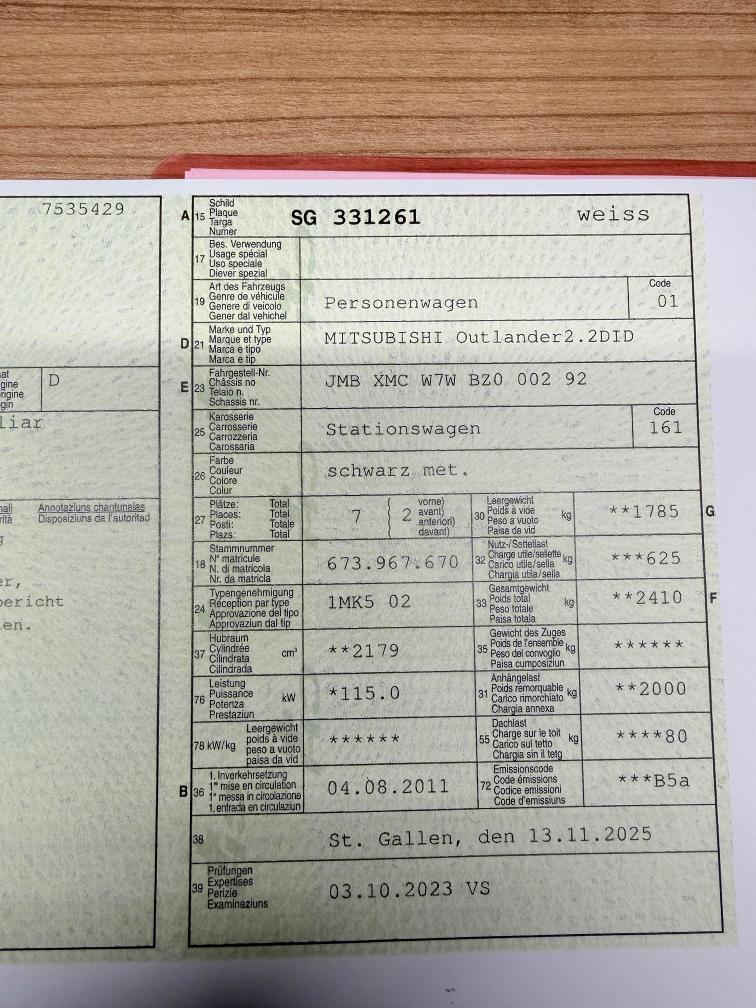 7535429
D
liar
Annotaziuns chantunalas
Disposiziuns da l'autoritad
er,
bericht
en.
A 15 Schild
Plaque
Targa
Numer
SG 331261 weiss
17 Bes. Verwendung
Usage spécial
Uso speciale
Diever spezial
19 Art des Fahrzeugs
Genre de véhicule
Genere di veicolo
Gener dal vehichel
Personenwagen
Code
01
D 21 Marke und Typ
Marque et type
Marca e tipo
Marca e tip
MITSUBISHI Outlander2.2DID
E 23 Fahrgestell-Nr.
Châssis no
Telaio n.
Schassis nr.
JMB XMC W7W BZ0 002 92
25 Karosserie
Carrosserie
Carrozzeria
Carossaria
Stationswagen
Code
161
26 Farbe
Couleur
Colore
Colur
schwarz met.
27 Plätze: Total
Places: Total
Posti: Totale
Plazs: Total
7 2 vorne)
avant)
anteriori)
davant)
30 Leergewicht
Poids à vide
Peso a vuoto
Paisa da vid
kg
**1785 G
18 Stammnummer
N° matricule
N. di matricola
Nr. da matricla
673.967.670
32 Nutz-/Sattellast
Charge utile/sellette
Carico utile/sella
Chargia utila/sella
kg
***625
24 Typengenehmigung
Réception par type
Approvazione del tipo
Approvaziun dal tip
1MK5 02
33 Gesamtgewicht
Poids total
Peso totale
Paisa totala
kg
**2410 F
37 Hubraum
Cylindrée
Cilindrata
Cilindrada
cm³
**2179
35 Gewicht des Zuges
Poids de l'ensemble
Peso del convoglio
Paisa cumposiziun
kg
******
76 Leistung
Puissance
Potenza
Prestaziun
kW
*115.0
31 Anhängelast
Poids remorquable
Carico rimorchiato
Chargia annexa
kg
**2000
78 kW/kg Leergewicht
poids à vide
peso a vuoto
paisa da vid
******
55 Dachlast
Charge sur le toit
Carico sul tetto
Chargia sin il tetg
kg
****80
B 36 1. Inverkehrsetzung
1re mise en circulation
1a messa in circolazione
1. entrada en circulaziun
04.08.2011
72 Emissionscode
Code émissions
Codice emissioni
Code d'emissiuns
***B5a
38 St. Gallen, den 13.11.2025
39 Prüfungen
Expertises
Perizie
Examinaziuns
03.10.2023 VS